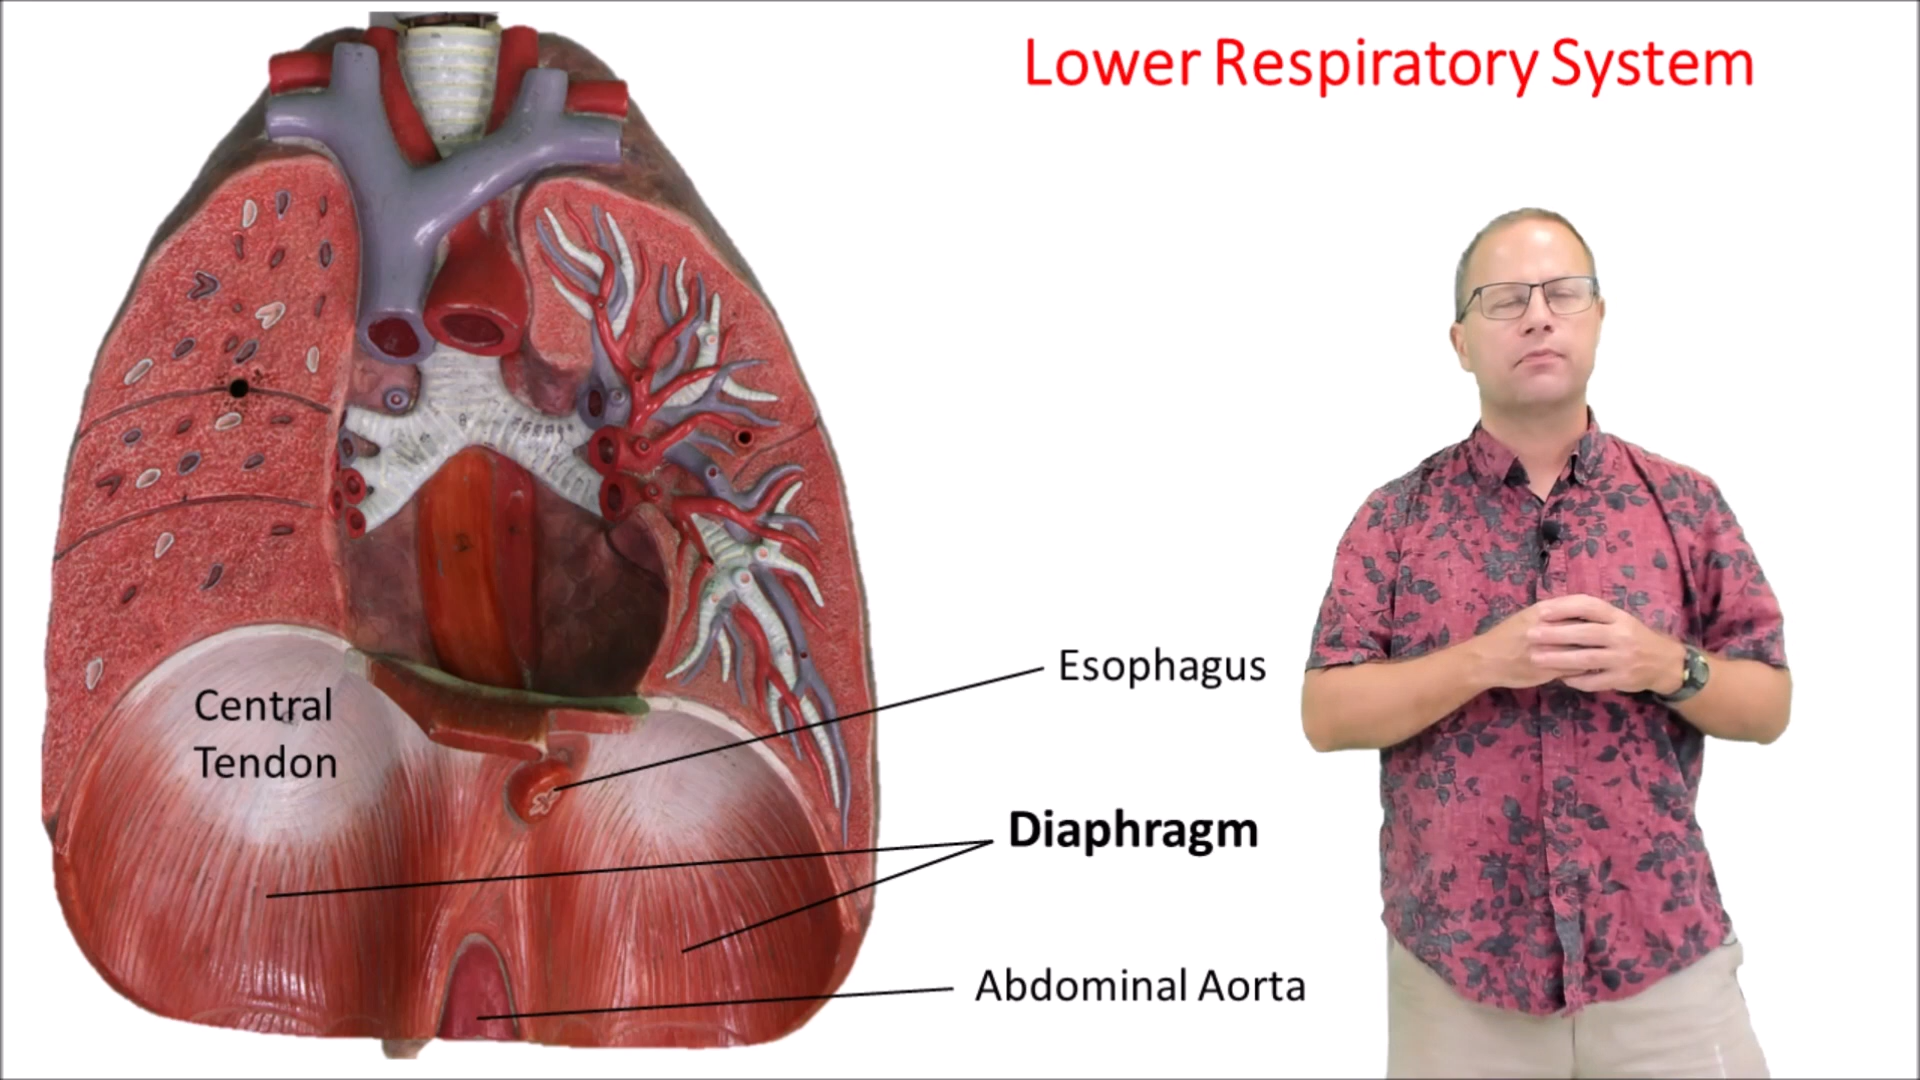 Lower Respiratory System
Esophagus
Central
Tendon
Diaphragm
Abdominal Aorta